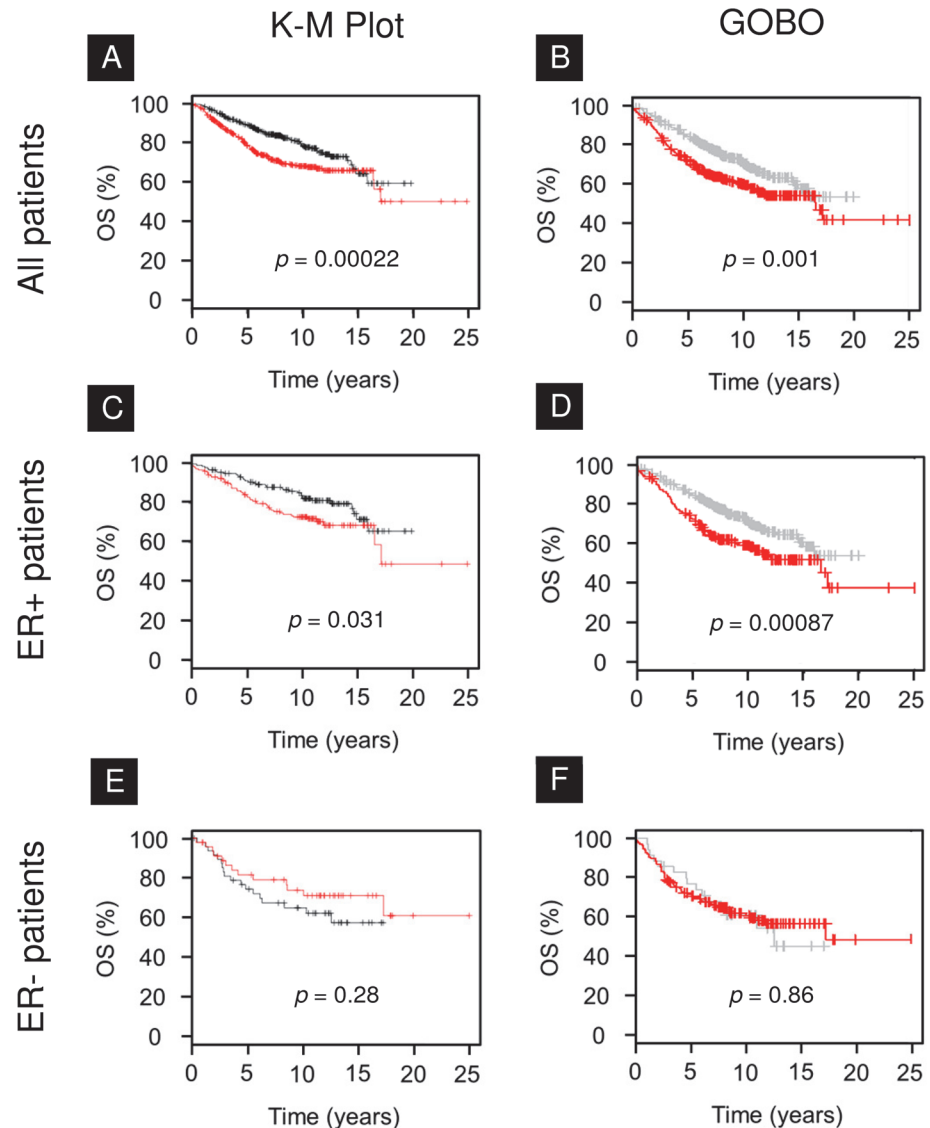 K-M Plot
GOBO
All patients
A
100
80
60
40
20
0
OS (%)
p = 0.00022
0 5 10 15 20 25
Time (years)
B
100
80
60
40
20
0
OS (%)
p = 0.001
0 5 10 15 20 25
Time (years)
ER+ patients
C
100
80
60
40
20
0
OS (%)
p = 0.031
0 5 10 15 20 25
Time (years)
D
100
80
60
40
20
0
OS (%)
p = 0.00087
0 5 10 15 20 25
Time (years)
ER- patients
E
100
80
60
40
20
0
OS (%)
p = 0.28
0 5 10 15 20 25
Time (years)
F
100
80
60
40
20
0
OS (%)
p = 0.86
0 5 10 15 20 25
Time (years)